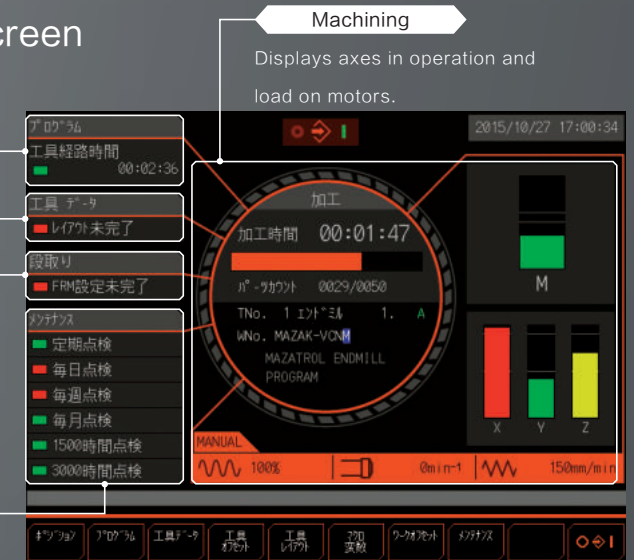 creen
Machining
Displays axes in operation and
load on motors.
2015/10/27 17:00:34
プログラム
工具経路時間
00:02:36
工具 データ
レイアウト未完了
段取り
FRM設定未完了
メンテナンス
定期点検
毎日点検
毎週点検
毎月点検
1500時間点検
3000時間点検
加工
加工時間 00:01:47
パーツカウント 0029/0050
TNo. 1 エンドミル 1. A
WNo. MAZAK-VCNM
MAZATROL ENDMILL
PROGRAM
M
X Y Z
MANUAL
100% 0min-1 150mm/min
ポジション プログラム 工具データ 工具オフセット 工具レイアウト マクロ変数 ワークオフセット メンテナンス